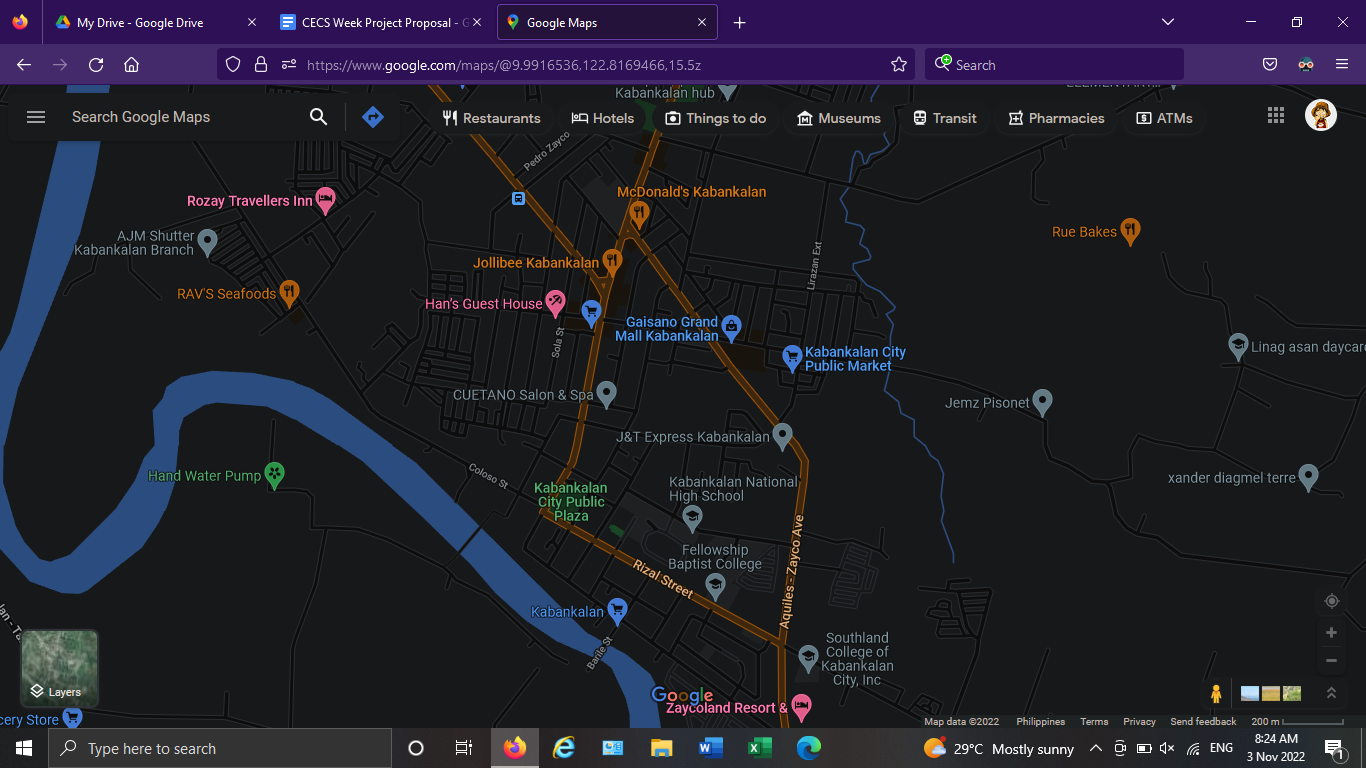 My Drive - Google Drive
CECS Week Project Proposal - G
Google Maps
https://www.google.com/maps/@9.9916536,122.8169466,15.5z
Search
Kabankalan hub
Search Google Maps
Restaurants
Hotels
Things to do
Museums
Transit
Pharmacies
ATMs
Pedro Zayco
McDonald's Kabankalan
Rozay Travellers Inn
AJM Shutter
Kabankalan Branch
Rue Bakes
Lirazan Ext
Jollibee Kabankalan
RAV'S Seafoods
Han's Guest House
Gaisano Grand
Mall Kabankalan
Sola St
Kabankalan City
Public Market
Linag asan daycare
CUETANO Salon & Spa
Jemz Pisonet
J&T Express Kabankalan
Coloso St
Hand Water Pump
Kabankalan National
High School
xander diagmel terre
Kabankalan
City Public
Plaza
Fellowship
Baptist College
Rizal Street
Aquiles - Zayco Ave
Kabankalan
Barile St
Southland
College of
Kabankalan
City, Inc
Layers
Google
Zaycoland Resort &
cery Store
Map data ©2022
Philippines
Terms
Privacy
Send feedback
200 m
Type here to search
29°C Mostly sunny
ENG
8:24 AM
3 Nov 2022
1